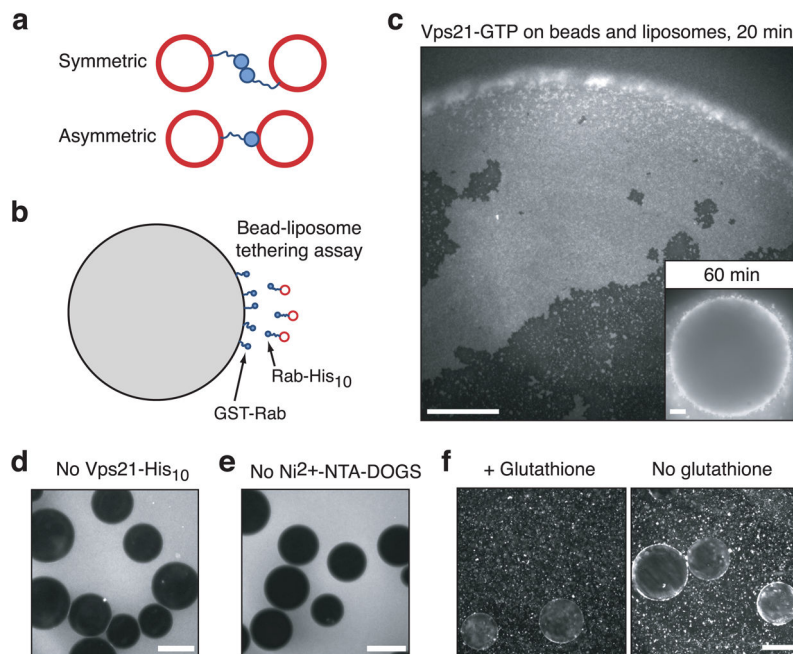 a
Symmetric
Asymmetric
b
Bead-liposome
tethering assay
Rab-His10
GST-Rab
c
Vps21-GTP on beads and liposomes, 20 min
60 min
d
No Vps21-His10
e
No Ni2+-NTA-DOGS
f
+ Glutathione
No glutathione